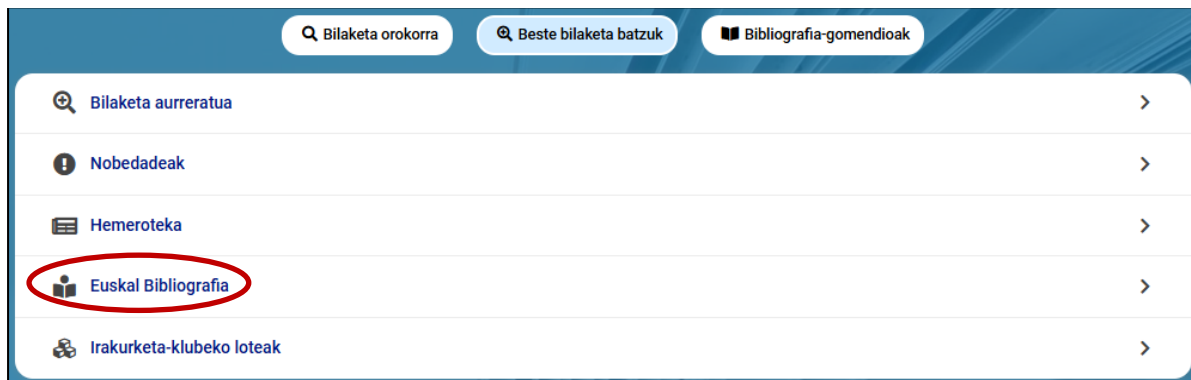 Bilaketa orokorra
Beste bilaketa batzuk
Bibliografia-gomendioak
Bilaketa aurreratua
Nobedadeak
Hemeroteka
Euskal Bibliografia
Irakurketa-klubeko loteak